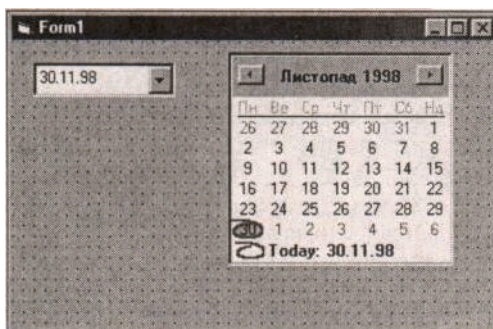 Form1
30.11.98
Листопад 1998
Пн Вв Ср Чт Пт Сб Нд
26 27 28 29 30 31 1
2 3 4 5 6 7 8
9 10 11 12 13 14 15
16 17 18 19 20 21 22
23 24 25 26 27 28 29
30 1 2 3 4 5 6
Today: 30.11.98